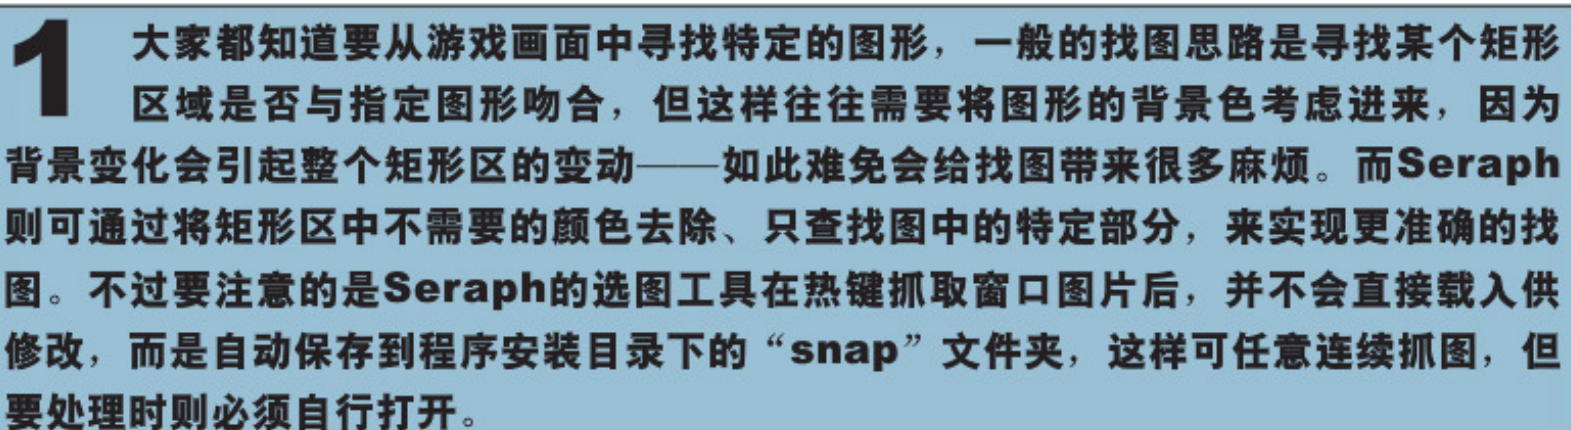 1 大家都知道要从游戏画面中寻找特定的图形，一般的找图思路是寻找某个矩形
区域是否与指定图形吻合，但这样往往需要将图形的背景色考虑进来，因为
背景变化会引起整个矩形区的变动——如此难免会给找图带来很多麻烦。而Seraph
则可通过将矩形区中不需要的颜色去除、只查找图中的特定部分，来实现更准确的找
图。不过要注意的是Seraph的选图工具在热键抓取窗口图片后，并不会直接载入供
修改，而是自动保存到程序安装目录下的“snap”文件夹，这样可任意连续抓图，但
要处理时则必须自行打开。